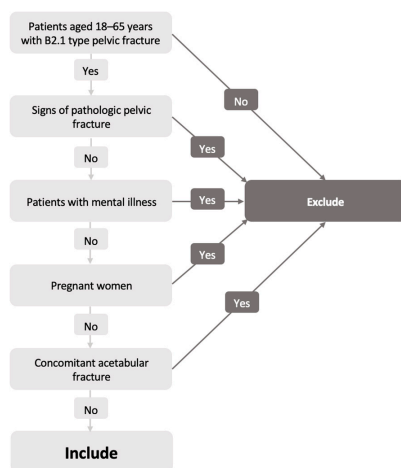 Patients aged 18–65 years
with B2.1 type pelvic fracture
Yes
No
Signs of pathologic pelvic
fracture
Yes
No
Patients with mental illness
Yes
Exclude
No
Yes
Pregnant women
No
Yes
Concomitant acetabular
fracture
No
Include